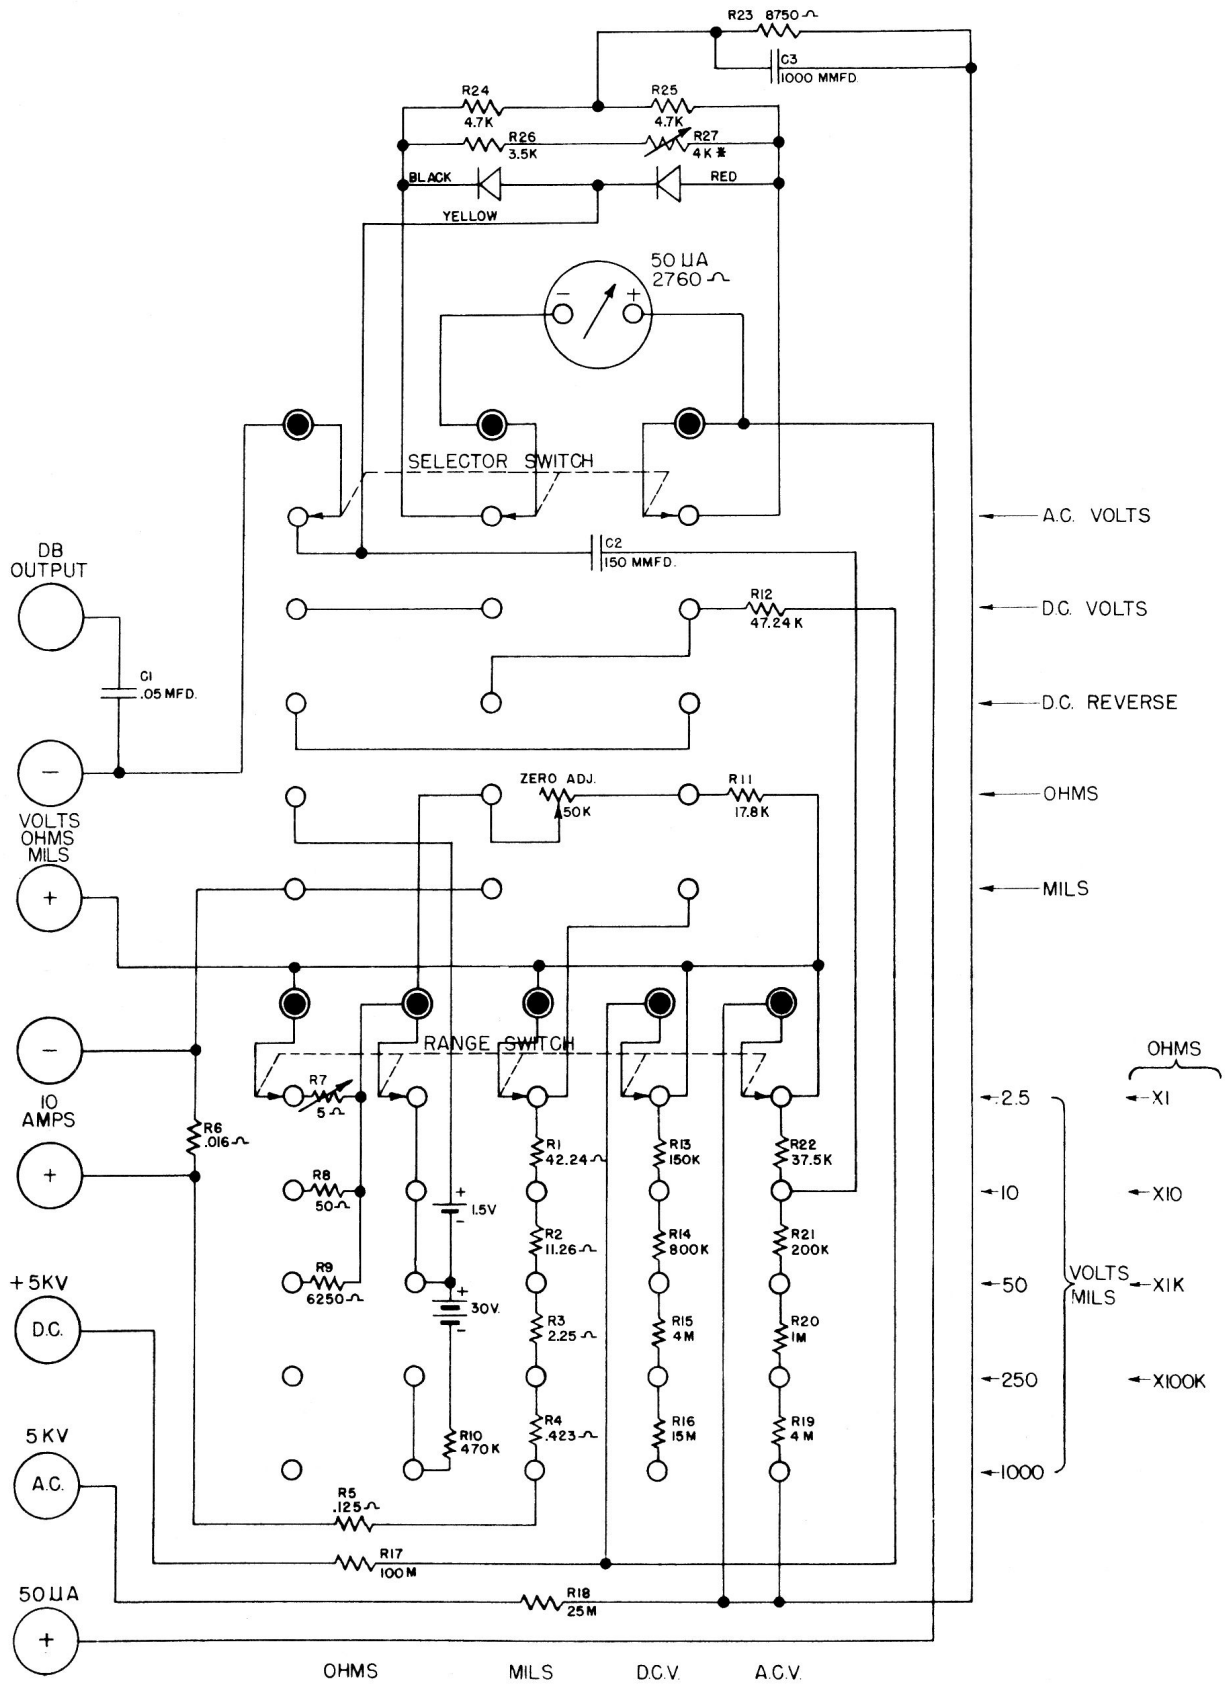 R23 8750 Ω
C3
1000 MMFD.
R24
4.7K
R25
4.7K
R26
3.5K
R27
4K *
BLACK
RED
YELLOW
50 µA
2760 Ω
− +
SELECTOR SWITCH
A.C. VOLTS
C2
150 MMFD.
DB
OUTPUT
D.C. VOLTS
R12
47.24 K
C1
.05 MFD.
D.C. REVERSE
−
ZERO ADJ.
50K
R11
17.8K
OHMS
VOLTS
OHMS
MILS
+
MILS
−
RANGE SWITCH
OHMS
10
AMPS
R7
5 Ω
2.5
X1
R6
.016 Ω
R1
42.24 Ω
R13
150K
R22
37.5K
+
R8
50 Ω
+
1.5V
−
10
X10
R2
11.26 Ω
R14
800K
R21
200K
+5KV
R9
6250 Ω
+
30V.
−
50
VOLTS
MILS
X1K
D.C.
R3
2.25 Ω
R15
4M
R20
1M
250
X100K
5KV
R10
470K
R4
.423 Ω
R16
15M
R19
4M
A.C.
1000
R5
.125 Ω
R17
100M
50 µA
R18
25M
+
OHMS
MILS
D.C.V.
A.C.V.